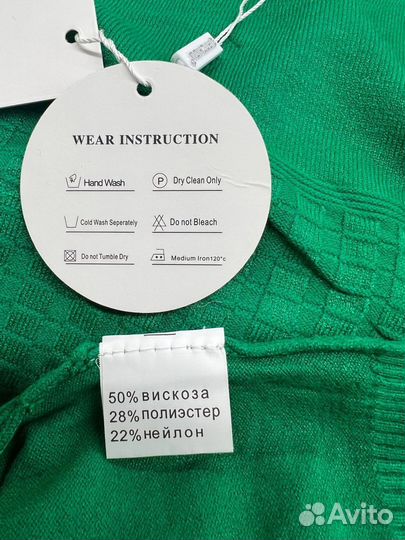 WEAR INSTRUCTION
Hand Wash
P Dry Clean Only
Cold Wash Seperately
Do not Bleach
Do not Tumble Dry
Medium Iron120°c
50% вискоза
28% полиэстер
22% нейлон
Avito